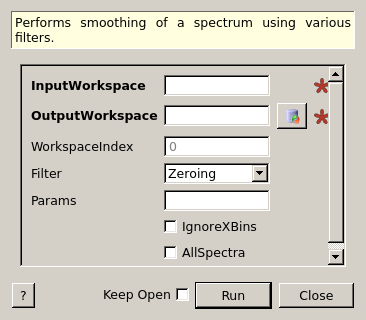 Performs smoothing of a spectrum using various
filters.
InputWorkspace
OutputWorkspace
WorkspaceIndex 0
Filter Zeroing
Params
IgnoreXBins
AllSpectra
? Keep Open Run Close